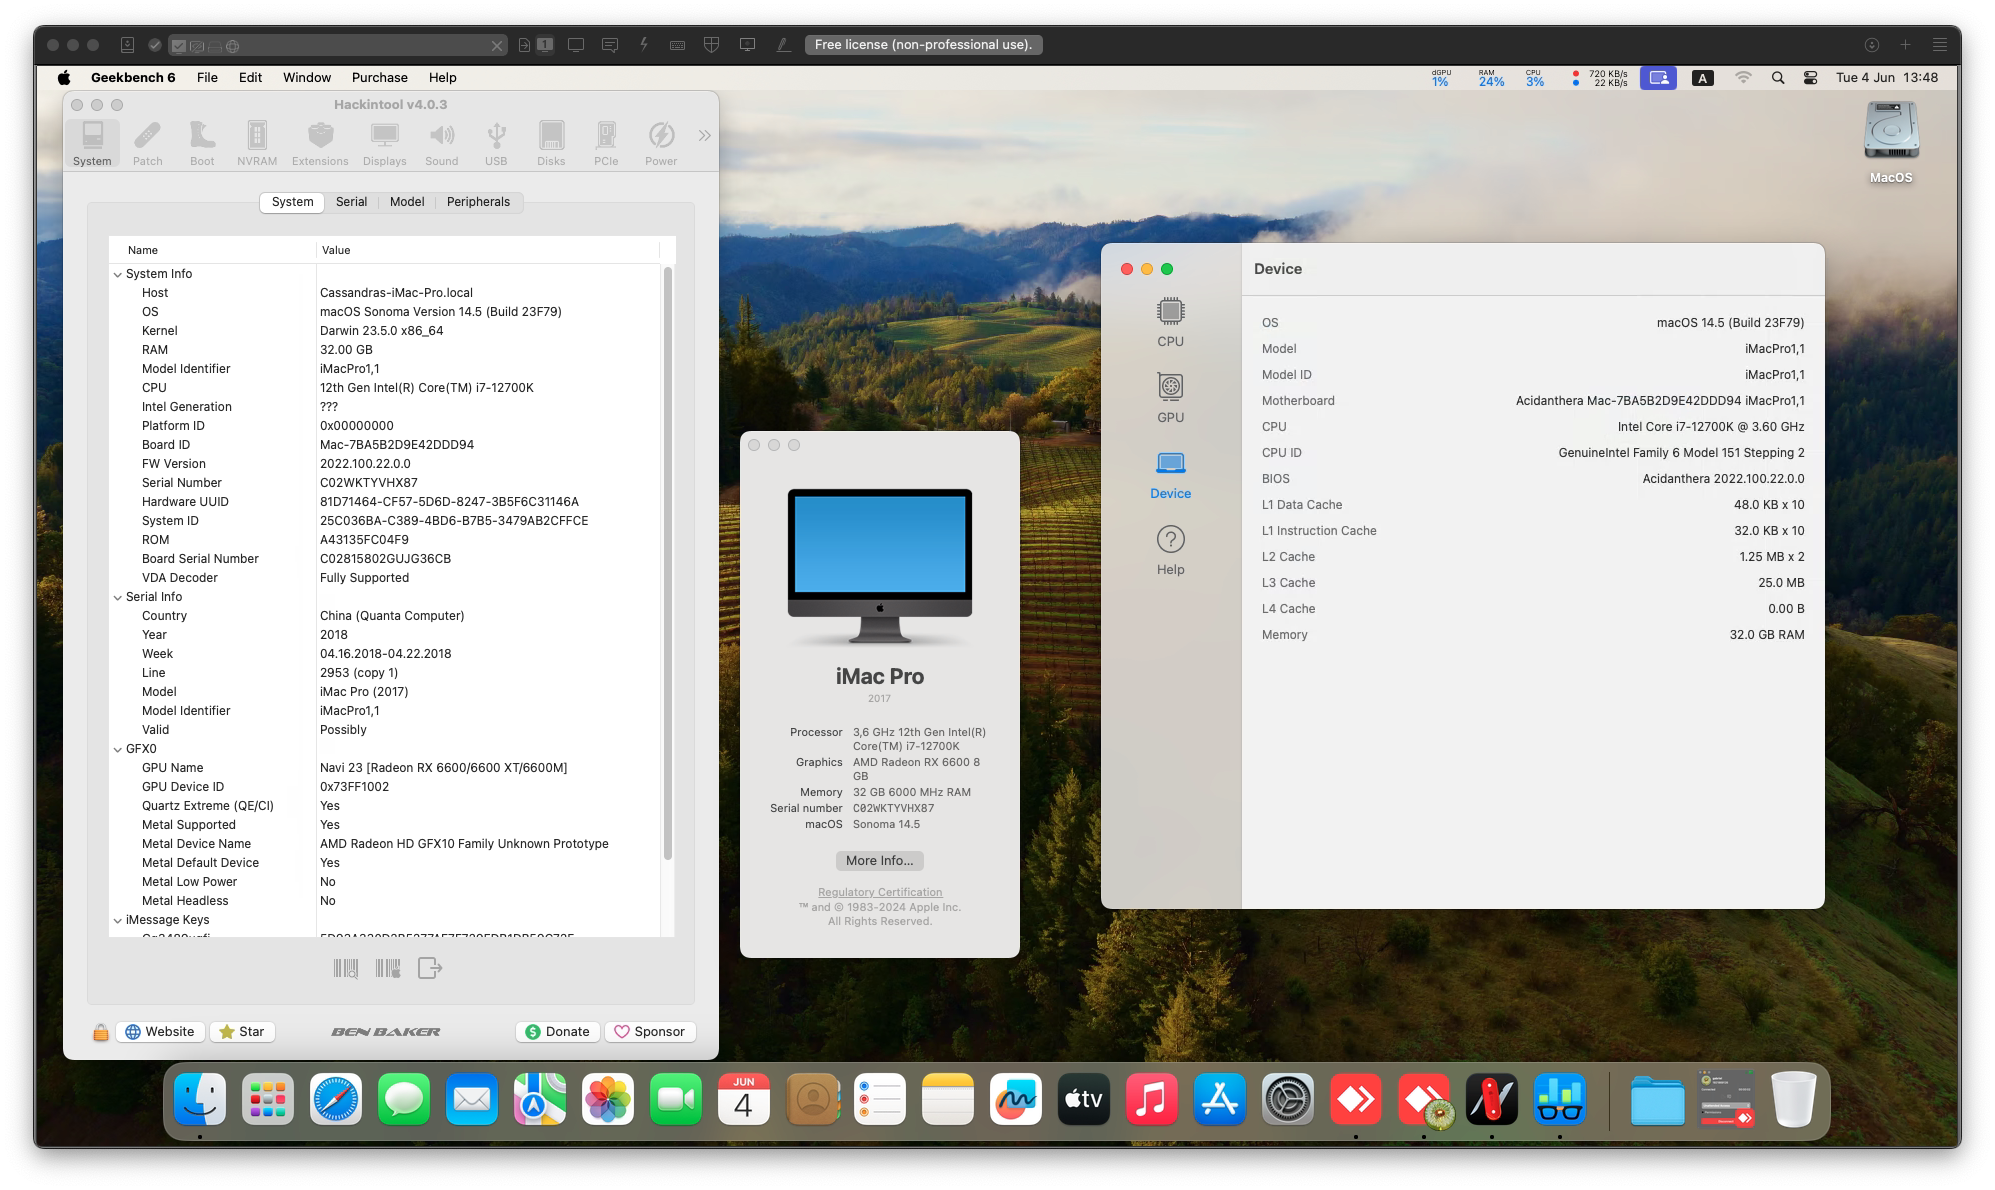 1
Free license (non-professional use).
Geekbench 6 File Edit Window Purchase Help
dGPU 1% RAM 24% CPU 3% 720 KB/s 22 KB/s A Tue 4 Jun 13:48
MacOS
Hackintool v4.0.3
System Patch Boot NVRAM Extensions Displays Sound USB Disks PCIe Power
System Serial Model Peripherals
Name Value
System Info
Host Cassandras-iMac-Pro.local
OS macOS Sonoma Version 14.5 (Build 23F79)
Kernel Darwin 23.5.0 x86_64
RAM 32.00 GB
Model Identifier iMacPro1,1
CPU 12th Gen Intel(R) Core(TM) i7-12700K
Intel Generation ???
Platform ID 0x00000000
Board ID Mac-7BA5B2D9E42DDD94
FW Version 2022.100.22.0.0
Serial Number C02WKTYVHX87
Hardware UUID 81D71464-CF57-5D6D-8247-3B5F6C31146A
System ID 25C036BA-C389-4BD6-B7B5-3479AB2CFFCE
ROM A43135FC04F9
Board Serial Number C02815802GUJG36CB
VDA Decoder Fully Supported
Serial Info
Country China (Quanta Computer)
Year 2018
Week 04.16.2018-04.22.2018
Line 2953 (copy 1)
Model iMac Pro (2017)
Model Identifier iMacPro1,1
Valid Possibly
GFX0
GPU Name Navi 23 [Radeon RX 6600/6600 XT/6600M]
GPU Device ID 0x73FF1002
Quartz Extreme (QE/CI) Yes
Metal Supported Yes
Metal Device Name AMD Radeon HD GFX10 Family Unknown Prototype
Metal Default Device Yes
Metal Low Power No
Metal Headless No
iMessage Keys
Website Star BEN BAKER Donate Sponsor
iMac Pro
2017
Processor 3,6 GHz 12th Gen Intel(R)
Core(TM) i7-12700K
Graphics AMD Radeon RX 6600 8
GB
Memory 32 GB 6000 MHz RAM
Serial number C02WKTYVHX87
macOS Sonoma 14.5
More Info...
Regulatory Certification
™ and © 1983-2024 Apple Inc.
All Rights Reserved.
CPU
GPU
Device
Help
Device
OS macOS 14.5 (Build 23F79)
Model iMacPro1,1
Model ID iMacPro1,1
Motherboard Acidanthera Mac-7BA5B2D9E42DDD94 iMacPro1,1
CPU Intel Core i7-12700K @ 3.60 GHz
CPU ID GenuineIntel Family 6 Model 151 Stepping 2
BIOS Acidanthera 2022.100.22.0.0
L1 Data Cache 48.0 KB x 10
L1 Instruction Cache 32.0 KB x 10
L2 Cache 1.25 MB x 2
L3 Cache 25.0 MB
L4 Cache 0.00 B
Memory 32.0 GB RAM
JUN
4
tv